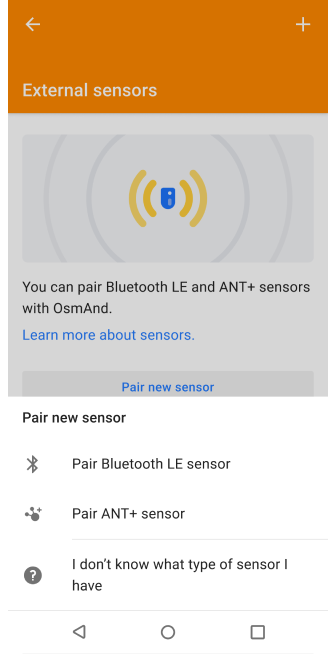 External sensors
You can pair Bluetooth LE and ANT+ sensors
with OsmAnd.
Learn more about sensors.
Pair new sensor
Pair new sensor
Pair Bluetooth LE sensor
Pair ANT+ sensor
I don't know what type of sensor I
have